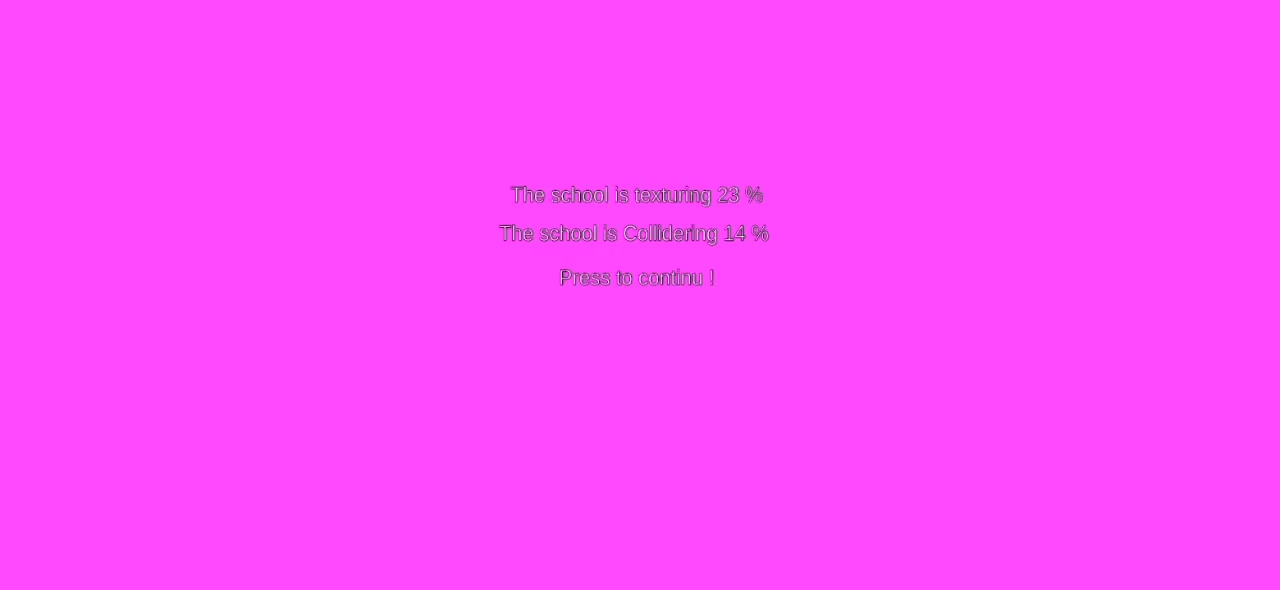 The school is texturing 23 %
The school is Collidering 14 %
Press to continu !